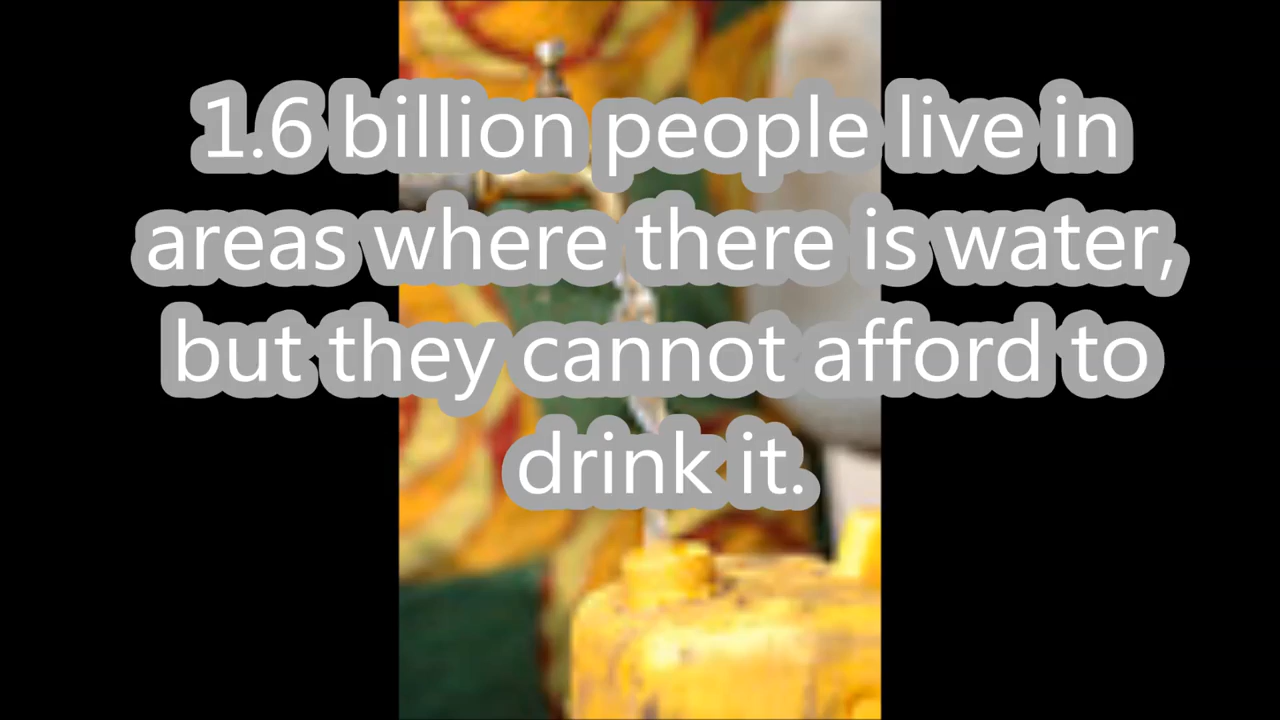 1.6 billion people live in
areas where there is water,
but they cannot afford to
drink it.